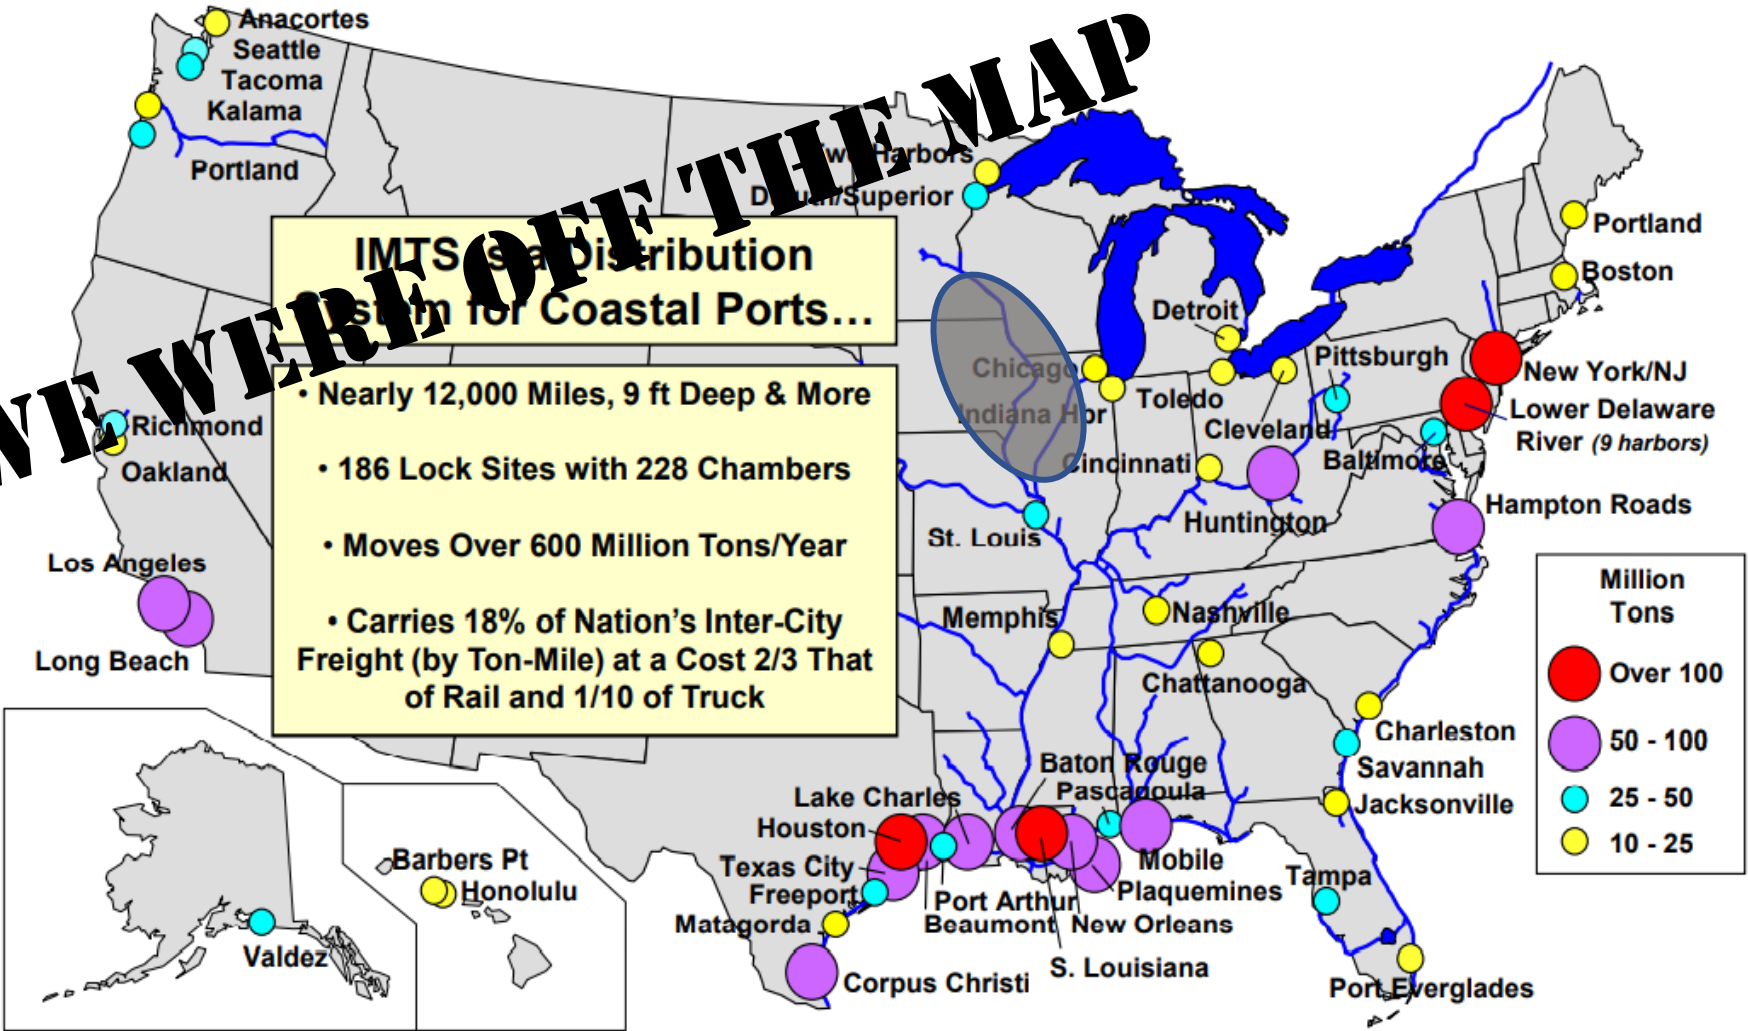 WE WERE OFF THE MAP
Anacortes
Seattle
Tacoma
Kalama
Portland
Two Harbors
Duluth/Superior
IMTS is a Distribution
System for Coastal Ports…
• Nearly 12,000 Miles, 9 ft Deep & More
• 186 Lock Sites with 228 Chambers
• Moves Over 600 Million Tons/Year
• Carries 18% of Nation's Inter-City
Freight (by Ton-Mile) at a Cost 2/3 That
of Rail and 1/10 of Truck
Richmond
Oakland
Los Angeles
Long Beach
Portland
Boston
Detroit
Pittsburgh
Chicago
New York/NJ
Indiana Hbr
Toledo
Lower Delaware
River (9 harbors)
Cleveland
Baltimore
Cincinnati
Hampton Roads
Huntington
St. Louis
Memphis
Nashville
Chattanooga
Charleston
Savannah
Jacksonville
Baton Rouge
Pascagoula
Lake Charles
Houston
Texas City
Freeport
Matagorda
Port Arthur
Beaumont
Mobile
Plaquemines
New Orleans
S. Louisiana
Corpus Christi
Tampa
Port Everglades
Barbers Pt
Honolulu
Valdez
Million
Tons
Over 100
50 - 100
25 - 50
10 - 25